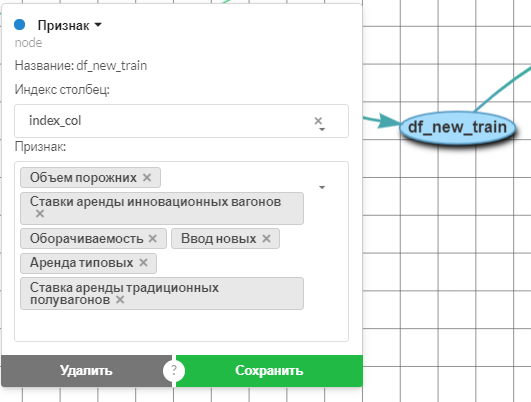 Признак
node
Название: df_new_train
Индекс столбец:
index_col
Признак:
Объем порожних ×
Ставки аренды инновационных вагонов
×
Оборачиваемость × Ввод новых ×
Аренда типовых ×
Ставка аренды традиционных
полувагонов ×
Удалить ? Сохранить
df_new_train